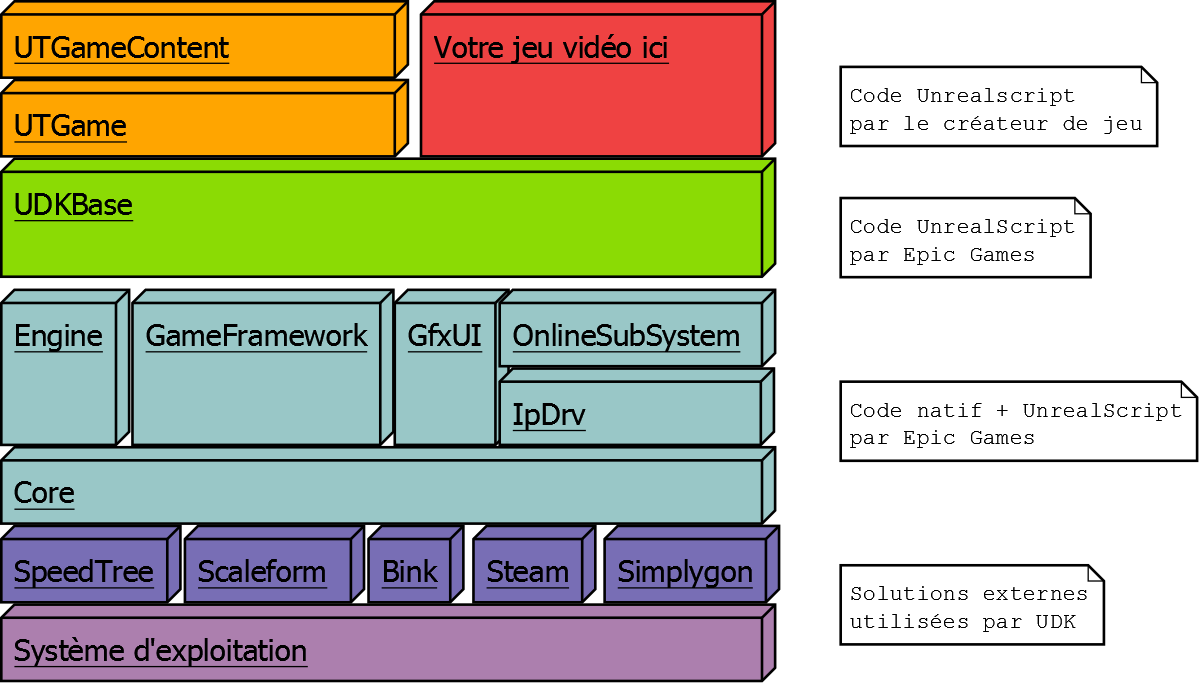 UTGameContent
Votre jeu vidéo ici
UTGame
Code Unrealscript
par le créateur de jeu
UDKBase
Code UnrealScript
par Epic Games
Engine
GameFramework
GfxUI
OnlineSubSystem
IpDrv
Code natif + UnrealScript
par Epic Games
Core
SpeedTree
Scaleform
Bink
Steam
Simplygon
Solutions externes
utilisées par UDK
Système d'exploitation